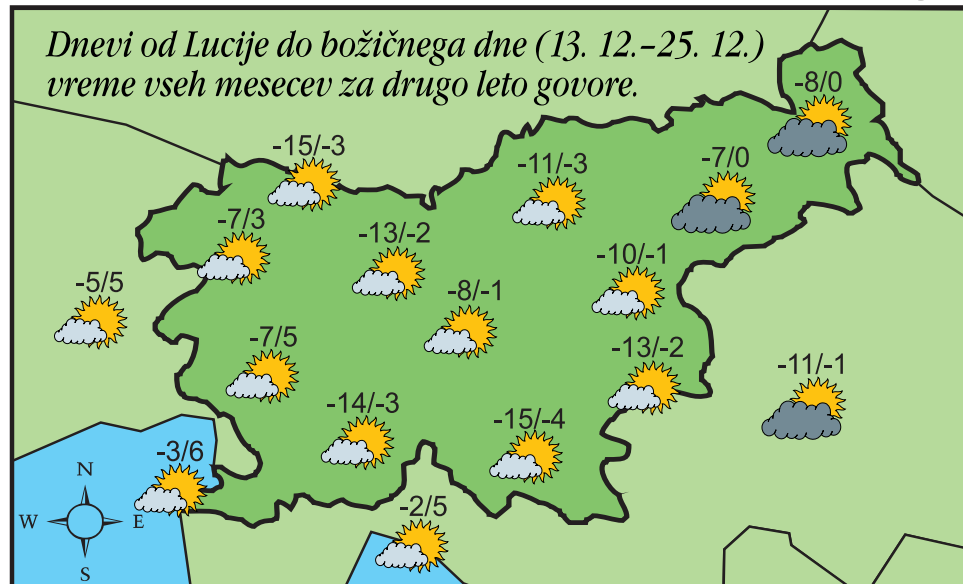 Dnevi od Lucije do božičnega dne (13. 12.–25. 12.)
vreme vseh mesecev za drugo leto govore.
-8/0
-15/-3
-11/-3
-7/0
-7/3
-13/-2
-10/-1
-5/5
-8/-1
-7/5
-13/-2
-11/-1
-14/-3
-15/-4
-3/6
N
-2/5
W
E
S